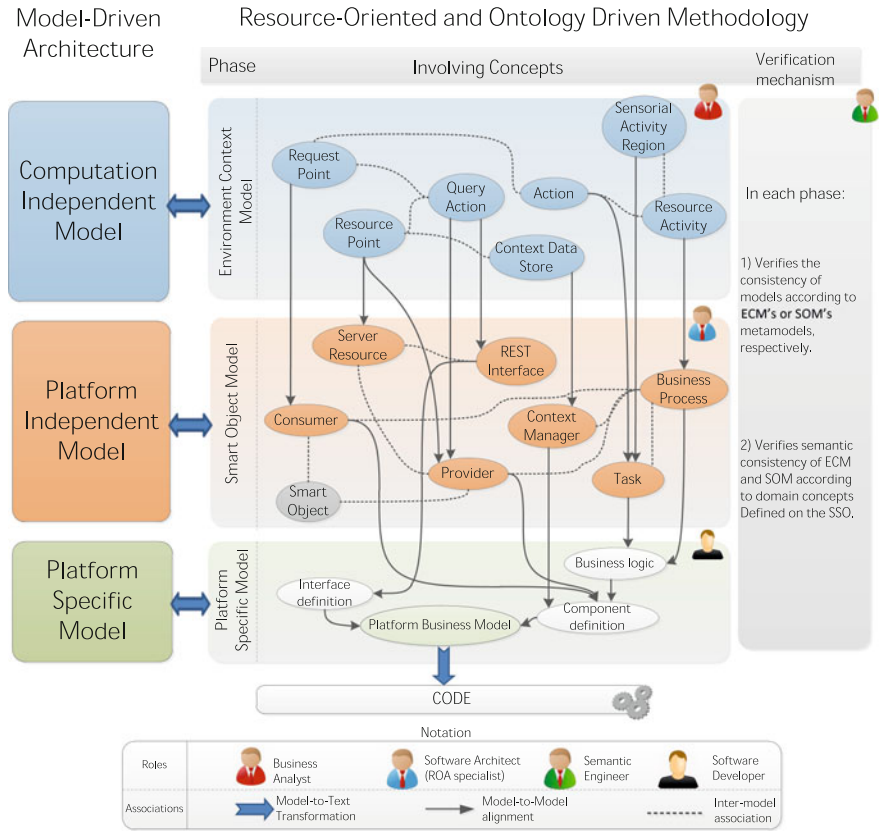 Model-Driven
Architecture
Resource-Oriented and Ontology Driven Methodology
Phase
Involving Concepts
Verification
mechanism
Computation
Independent
Model
Environment Context
Model
Request
Point
Resource
Point
Query
Action
Action
Sensorial
Activity
Region
Resource
Activity
Context Data
Store
In each phase:
1) Verifies the
consistency of
models according to
ECM's or SOM's
metamodels,
respectively.
2) Verifies semantic
consistency of ECM
and SOM according
to domain concepts
Defined on the SSO.
Platform
Independent
Model
Smart Object Model
Server
Resource
REST
Interface
Business
Process
Consumer
Context
Manager
Provider
Task
Smart
Object
Platform
Specific
Model
Platform
Specific Model
Business logic
Interface
definition
Component
definition
Platform Business Model
CODE
Notation
Roles
Business
Analyst
Software Architect
(ROA specialist)
Semantic
Engineer
Software
Developer
Associations
Model-to-Text
Transformation
Model-to-Model
alignment
Inter-model
association